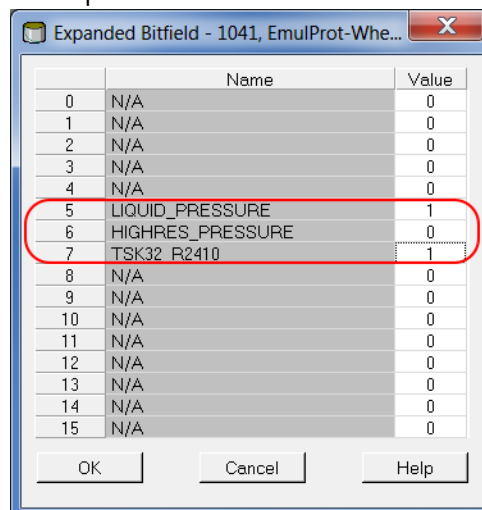 Expanded Bitfield - 1041, EmulProt-Whe...
Name Value
0 N/A 0
1 N/A 0
2 N/A 0
3 N/A 0
4 N/A 0
5 LIQUID_PRESSURE 1
6 HIGHRES_PRESSURE 0
7 TSK32_R2410 1
8 N/A 0
9 N/A 0
10 N/A 0
11 N/A 0
12 N/A 0
13 N/A 0
14 N/A 0
15 N/A 0
OK Cancel Help